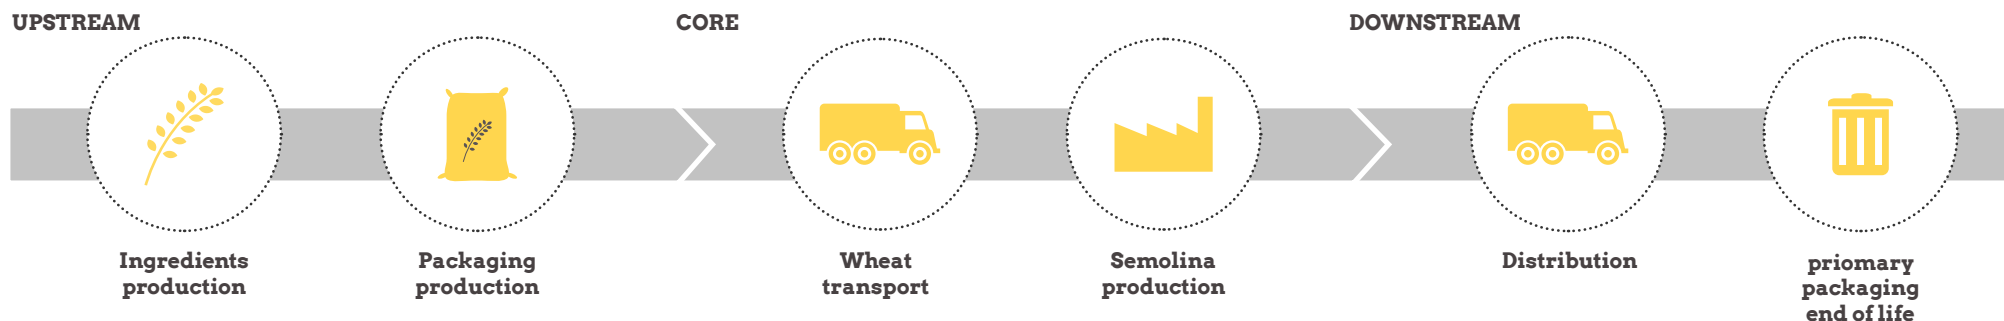 UPSTREAM
CORE
DOWNSTREAM
Ingredients
production
Packaging
production
Wheat
transport
Semolina
production
Distribution
priomary
packaging
end of life